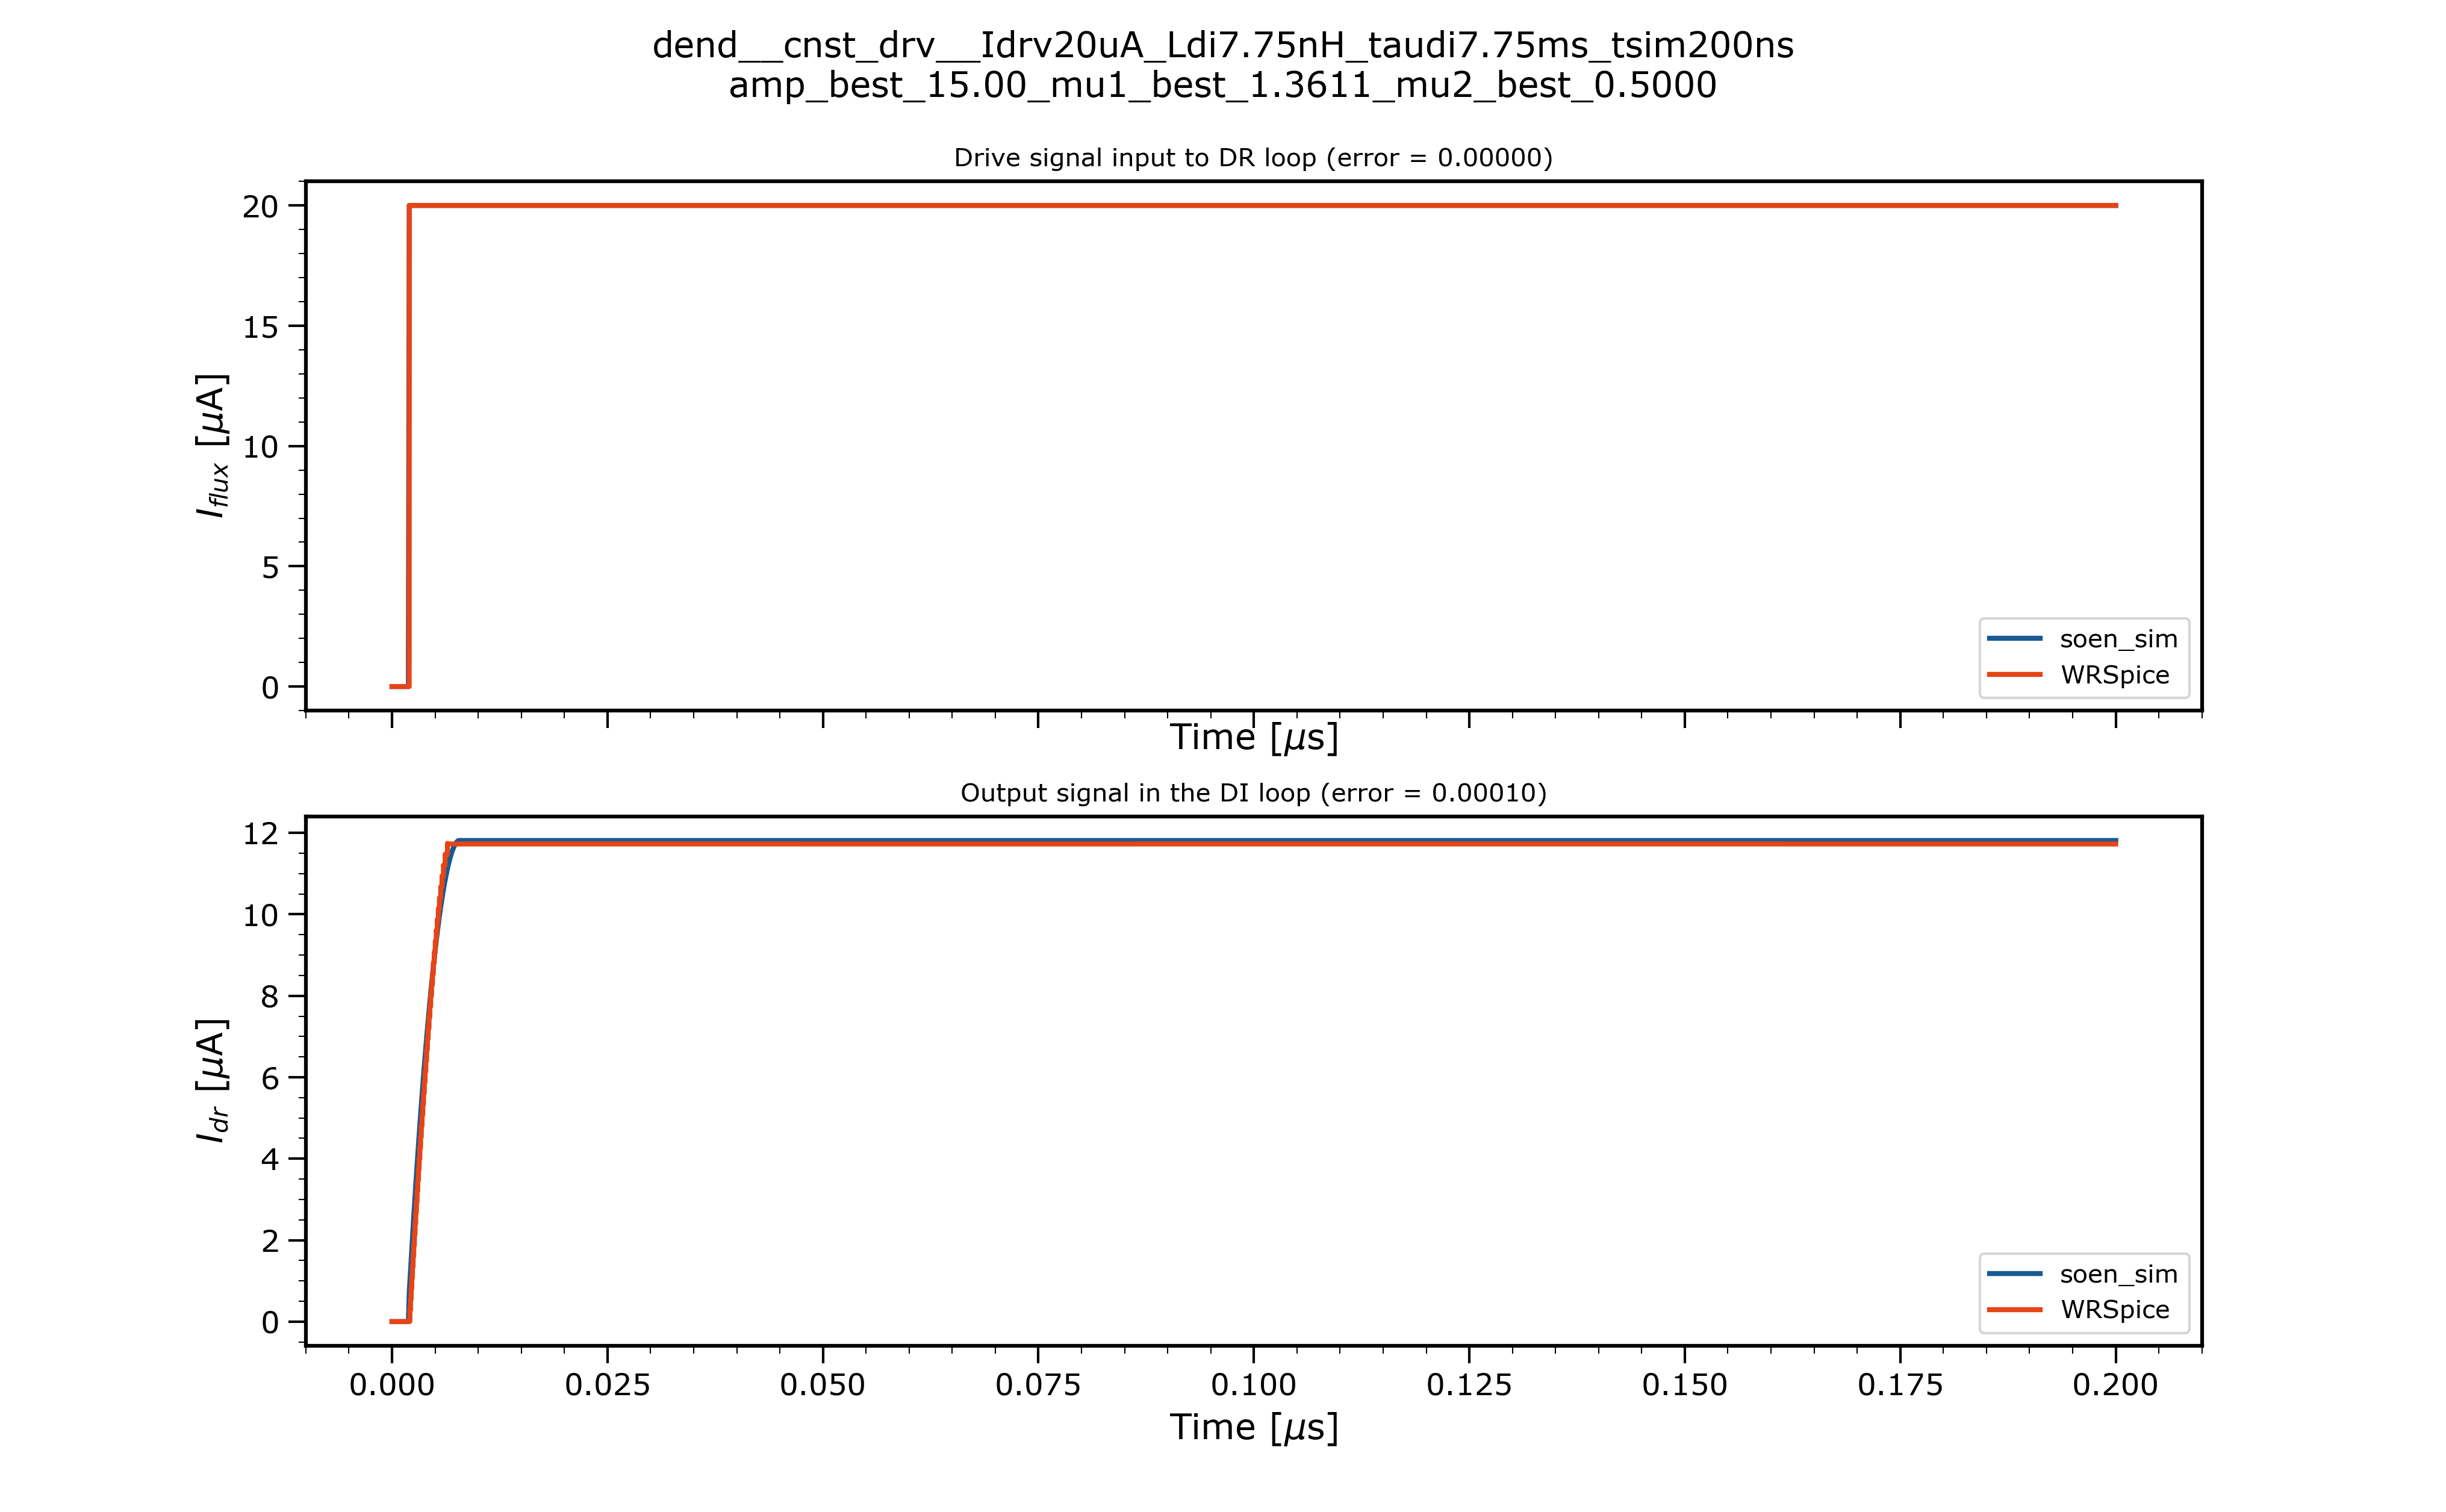 dend__cnst_drv__Idrv20uA_Ldi7.75nH_taudi7.75ms_tsim200ns
amp_best_15.00_mu1_best_1.3611_mu2_best_0.5000
Drive signal input to DR loop (error = 0.00000)
20
15
10
5
0
I_flux [μA]
soen_sim
WRSpice
Time [μs]
Output signal in the DI loop (error = 0.00010)
12
10
8
6
4
2
0
I_dr [μA]
soen_sim
WRSpice
0.000 0.025 0.050 0.075 0.100 0.125 0.150 0.175 0.200
Time [μs]